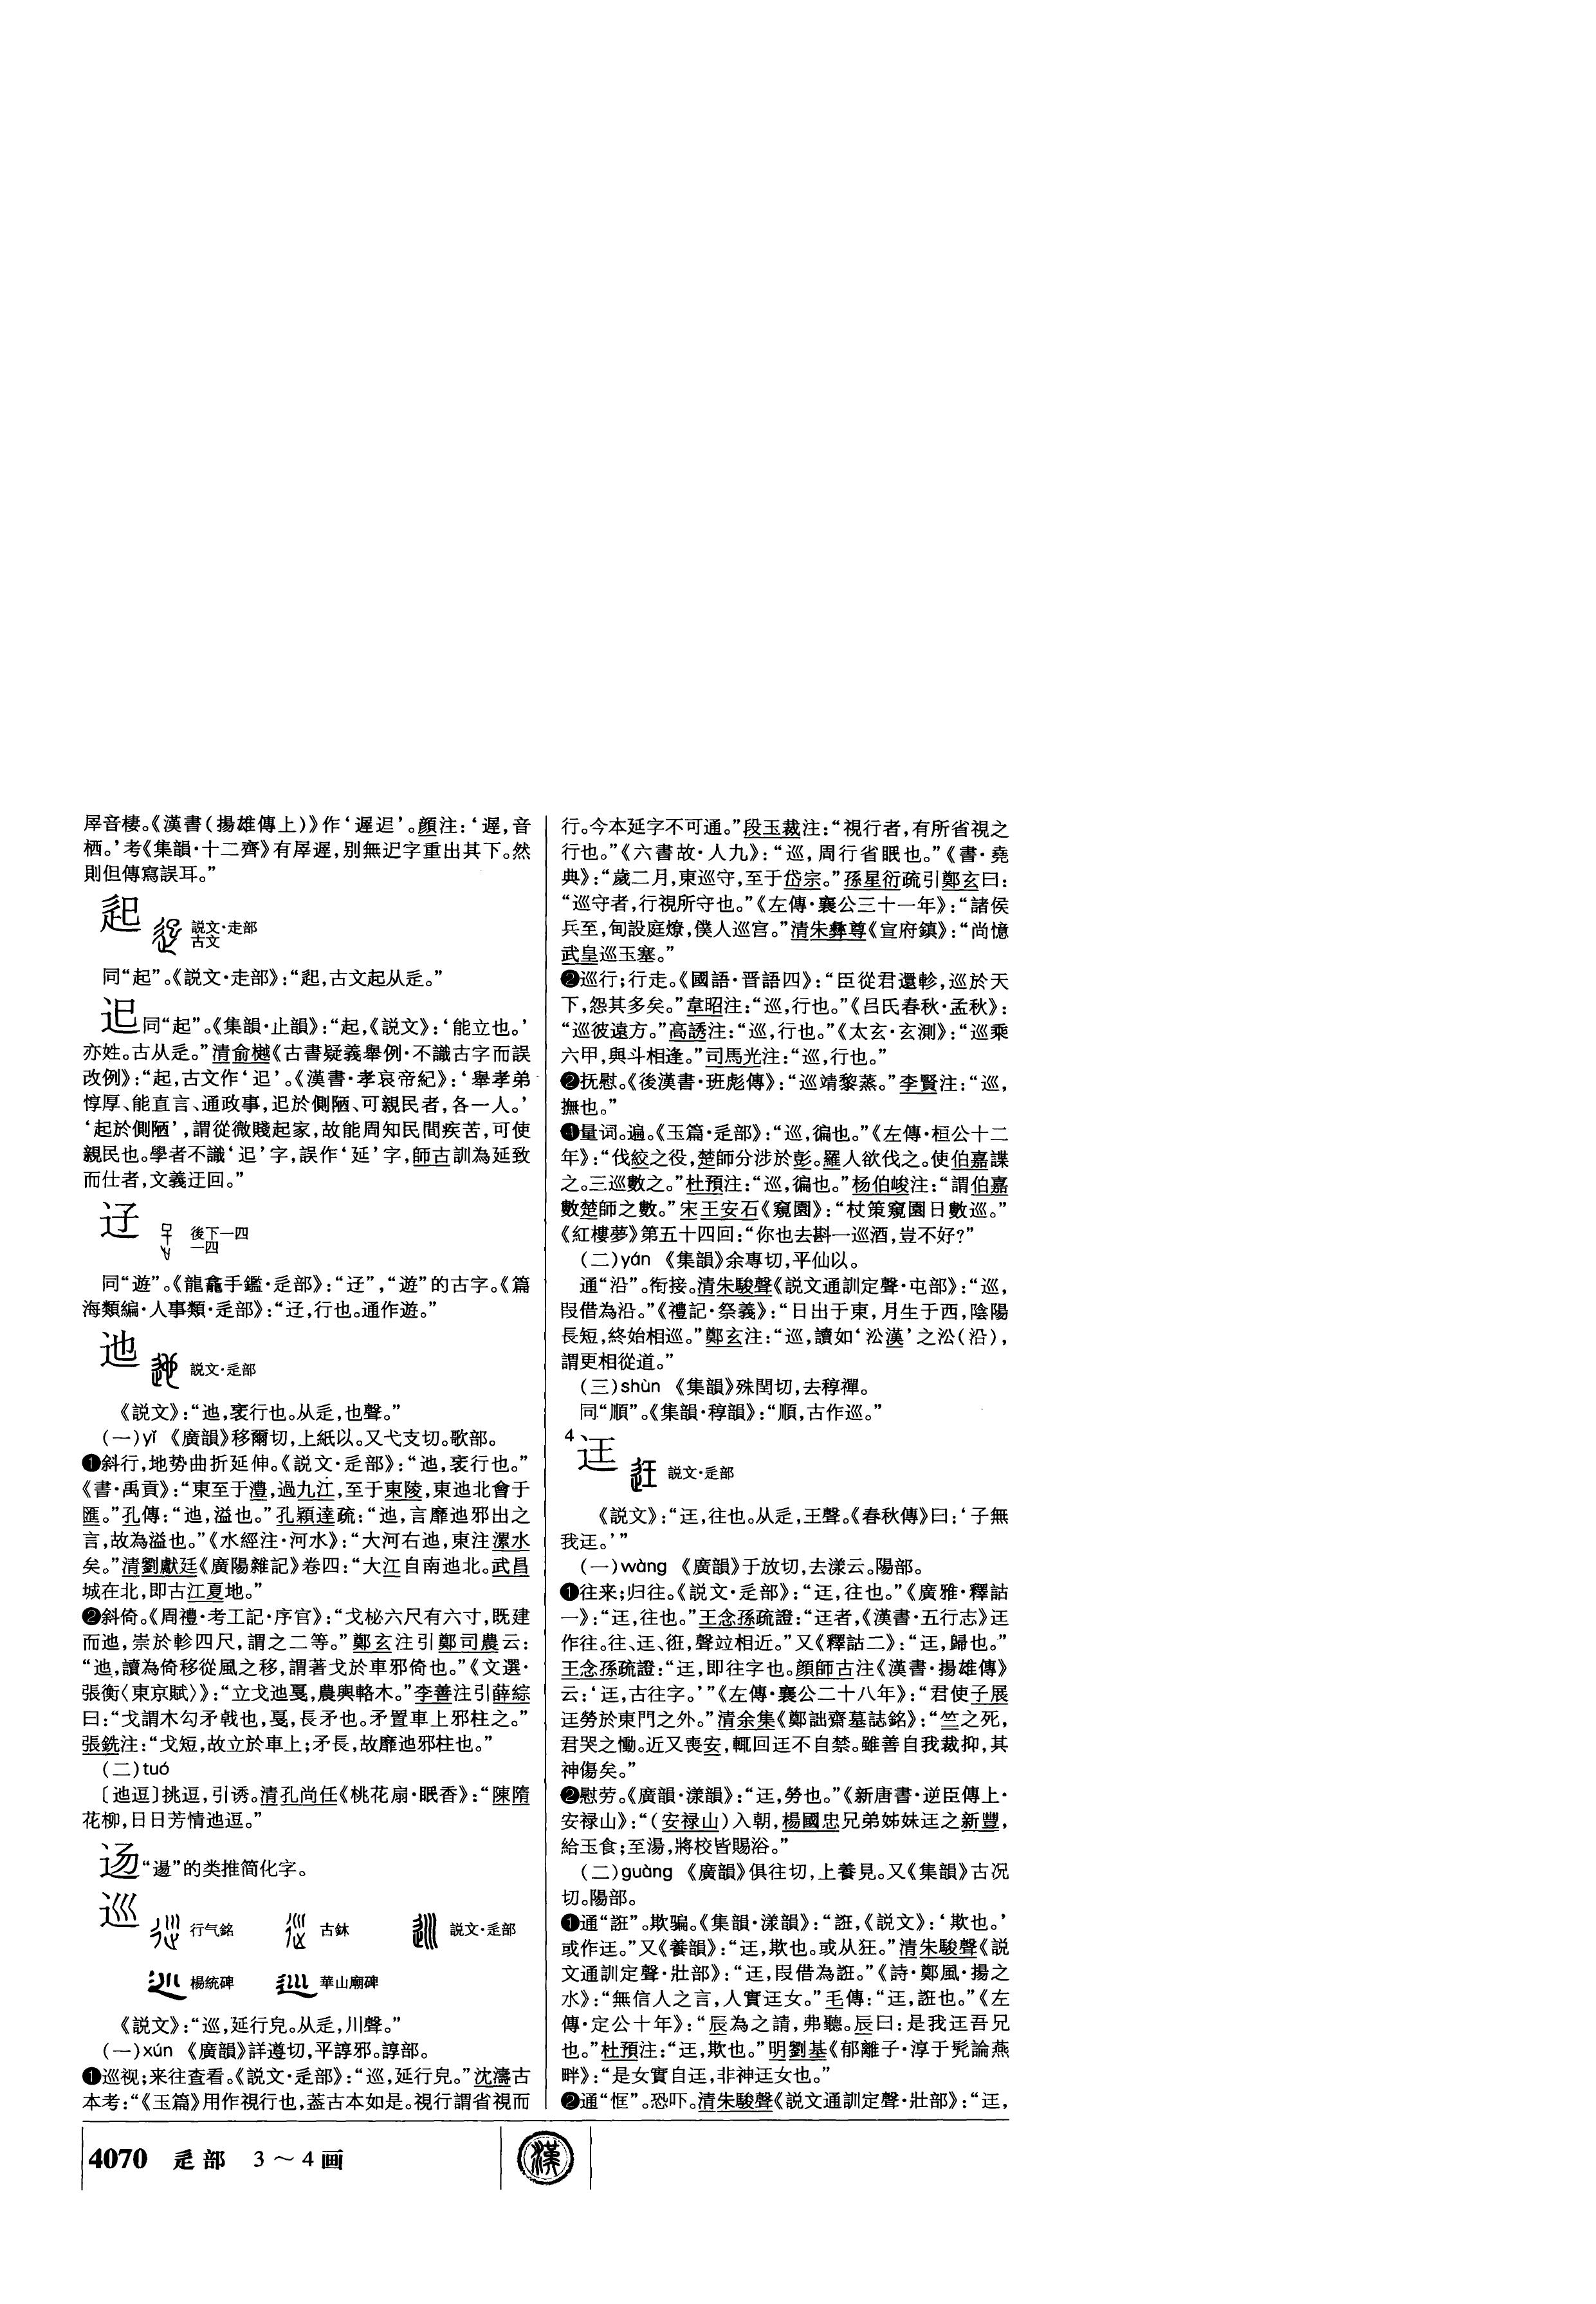 屖音棲。《漢書(揚雄傳上)》作‘遲迟’。顔注:‘遲,音
栖。’考《集韻·十二齊》有屖遲,别無迟字重出其下。然
則但傳寫誤耳。”
説文·走部
古文
同“起”。《説文·走部》:“𨑔,古文起从辵。”
𨑔同“起”。《集韻·止韻》:“起,《説文》:‘能立也。’
亦姓。古从辵。”清俞樾《古書疑義舉例·不識古字而誤
改例》:“起,古文作‘𨑔’。《漢書·孝哀帝紀》:‘舉孝弟
惇厚、能直言、通政事,𨑔於側陋、可親民者,各一人。’
‘起於側陋’,謂從微賤起家,故能周知民間疾苦,可使
親民也。學者不識‘𨑔’字,誤作‘延’字,師古訓為延致
而仕者,文義迂回。”
迂
後下一四
一四
同“遊”。《龍龕手鑑·辵部》:“𨒰”,“遊”的古字。《篇
海類編·人事類·辵部》:“𨒰,行也。通作遊。”
迆
説文·辵部
《説文》:“迆,衺行也。从辵,也聲。”
(一)yǐ 《廣韻》移爾切,上紙以。又弋支切。歌部。
❶斜行,地势曲折延伸。《説文·辵部》:“迆,衺行也。”
《書·禹貢》:“東至于澧,過九江,至于東陵,東迆北會于
匯。”孔傳:“迆,溢也。”孔穎達疏:“迆,言靡迆邪出之
言,故為溢也。”《水經注·河水》:“大河右迆,東注漯水
矣。”清劉獻廷《廣陽雜記》卷四:“大江自南迆北。武昌
城在北,即古江夏地。”
❷斜倚。《周禮·考工記·序官》:“戈柲六尺有六寸,既建
而迆,崇於軫四尺,謂之二等。”鄭玄注引鄭司農云:
“迆,讀為倚移從風之移,謂著戈於車邪倚也。”《文選·
張衡〈東京賦〉》:“立戈迆戛,農輿輅木。”李善注引薛綜
曰:“戈謂木勾矛戟也,戛,長矛也。矛置車上邪柱之。”
張銑注:“戈短,故立於車上;矛長,故靡迆邪柱也。”
(二)tuó
〔迆逗〕挑逗,引诱。清孔尚任《桃花扇·眠香》:“陳隋
花柳,日日芳情迆逗。”
“逿”的类推简化字。
巡
行气銘 古鉥 説文·辵部
楊統碑 華山廟碑
《説文》:“巡,延行皃。从辵,川聲。”
(一)xún 《廣韻》詳遵切,平諄邪。諄部。
❶巡视;来往查看。《説文·辵部》:“巡,延行皃。”沈濤古
本考:“《玉篇》用作視行也,蓋古本如是。視行謂省視而
行。今本延字不可通。”段玉裁注:“視行者,有所省視之
行也。”《六書故·人九》:“巡,周行省眂也。”《書·堯
典》:“歲二月,東巡守,至于岱宗。”孫星衍疏引鄭玄曰:
“巡守者,行視所守也。”《左傳·襄公三十一年》:“諸侯
兵至,甸設庭燎,僕人巡宫。”清朱彝尊《宣府鎮》:“尚憶
武皇巡玉塞。”
❷巡行;行走。《國語·晋語四》:“臣從君還軫,巡於天
下,怨其多矣。”韋昭注:“巡,行也。”《吕氏春秋·孟秋》:
“巡彼遠方。”高誘注:“巡,行也。”《太玄·玄測》:“巡乘
六甲,與斗相逢。”司馬光注:“巡,行也。”
❷抚慰。《後漢書·班彪傳》:“巡靖黎蒸。”李賢注:“巡,
撫也。”
❹量词。遍。《玉篇·辵部》:“巡,徧也。”《左傳·桓公十二
年》:“伐絞之役,楚師分涉於彭。羅人欲伐之。使伯嘉諜
之。三巡數之。”杜預注:“巡,徧也。”杨伯峻注:“謂伯嘉
數楚師之數。”宋王安石《窺園》:“杖策窺園日數巡。”
《紅樓夢》第五十四回:“你也去斟一巡酒,豈不好?”
(二)yán 《集韻》余專切,平仙以。
通“沿”。衔接。清朱駿聲《説文通訓定聲·屯部》:“巡,
叚借為沿。”《禮記·祭義》:“日出于東,月生于西,陰陽
長短,終始相巡。”鄭玄注:“巡,讀如‘沿漢’之沿(沿),
謂更相從道。”
(三)shùn 《集韻》殊閏切,去稕禪。
同“順”。《集韻·稕韻》:“順,古作巡。”
4
迋
説文·辵部
《説文》:“迋,往也。从辵,王聲。《春秋傳》曰:‘子無
我迋。’”
(一)wàng 《廣韻》于放切,去漾云。陽部。
❶往来;归往。《説文·辵部》:“迋,往也。”《廣雅·釋詁
一》:“迋,往也。”王念孫疏證:“迋者,《漢書·五行志》迋
作往。往、迋、㞷,聲竝相近。”又《釋詁二》:“迋,歸也。”
王念孫疏證:“迋,即往字也。顔師古注《漢書·揚雄傳》
云:‘迋,古往字。’”《左傳·襄公二十八年》:“君使子展
迋勞於東門之外。”清余集《鄭詘齋墓誌銘》:“竺之死,
君哭之慟。近又喪安,輒回迋不自禁。雖善自我裁抑,其
神傷矣。”
❷慰劳。《廣韻·漾韻》:“迋,勞也。”《新唐書·逆臣傳上·
安禄山》:“(安禄山)入朝,楊國忠兄弟姊妹迋之新豐,
給玉食;至湯,將校皆賜浴。”
(二)guàng 《廣韻》俱往切,上養見。又《集韻》古况
切。陽部。
❶通“誑”。欺骗。《集韻·漾韻》:“誑,《説文》:‘欺也。’
或作迋。”又《養韻》:“迋,欺也。或从狂。”清朱駿聲《説
文通訓定聲·壯部》:“迋,叚借為誑。”《詩·鄭風·揚之
水》:“無信人之言,人實迋女。”毛傳:“迋,誑也。”《左
傳·定公十年》:“辰為之請,弗聽。辰曰:是我迋吾兄
也。”杜預注:“迋,欺也。”明劉基《郁離子·淳于髡論燕
畔》:“是女實自迋,非神迋女也。”
❷通“恇”。恐吓。清朱駿聲《説文通訓定聲·壯部》:“迋,
4070 辵部 3～4画
漢